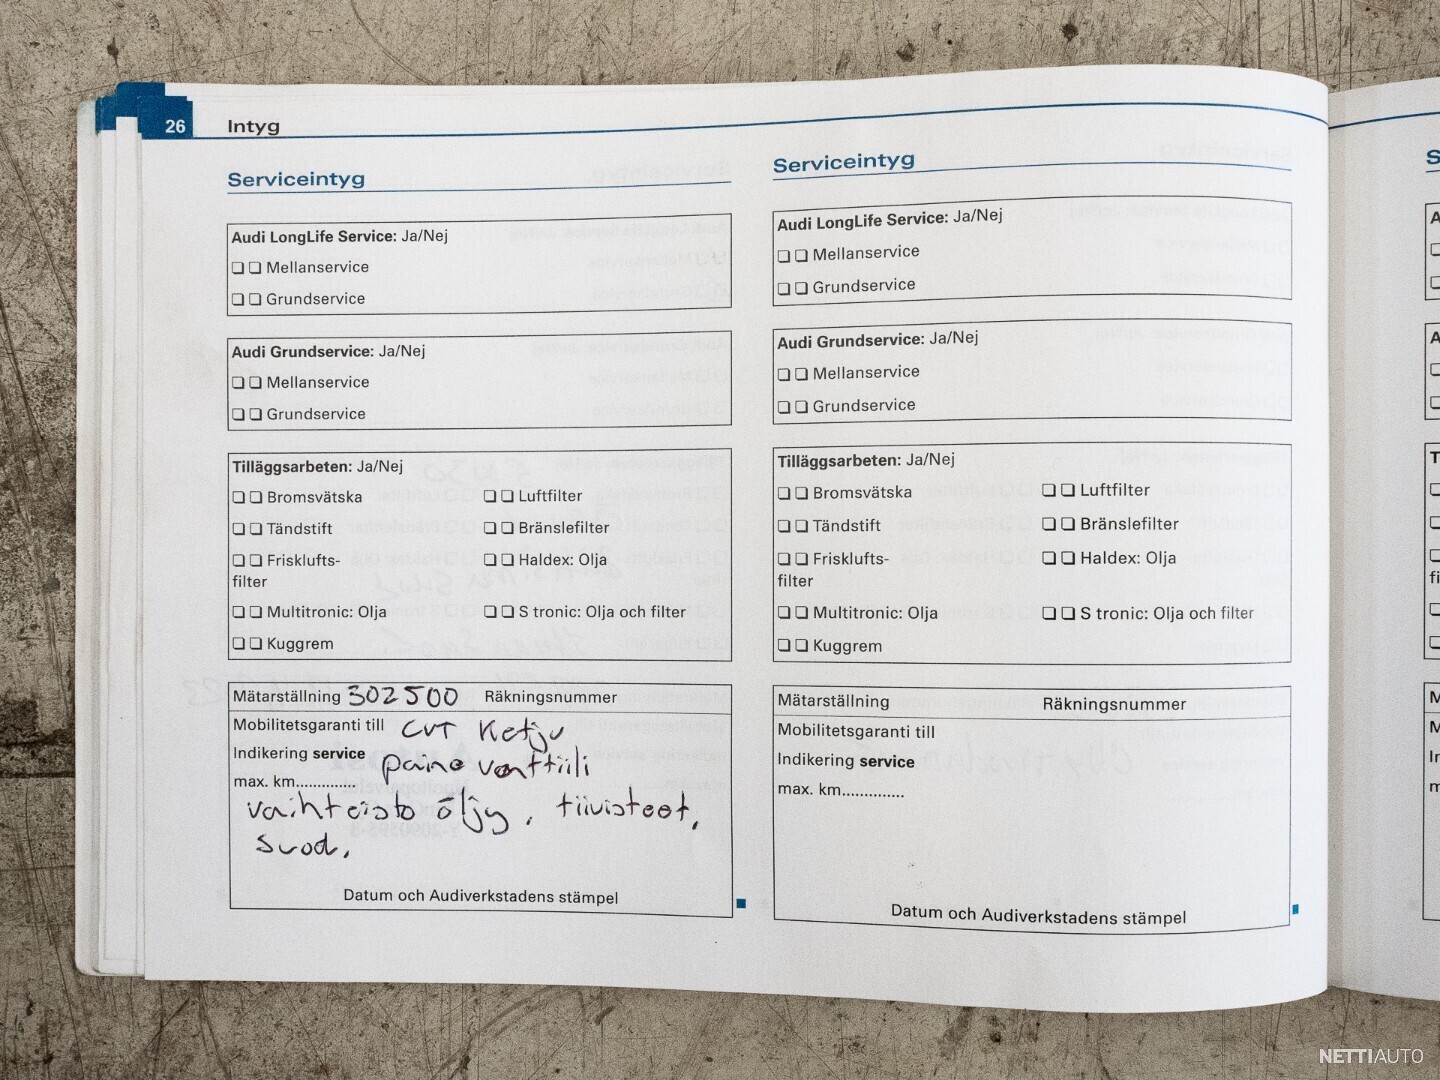 26 Intyg
Serviceintyg
Audi LongLife Service: Ja/Nej
Mellanservice
Grundservice
Audi Grundservice: Ja/Nej
Mellanservice
Grundservice
Tilläggsarbeten: Ja/Nej
Bromsvätska Luftfilter
Tändstift Bränslefilter
Frisklufts-
filter
Haldex: Olja
Multitronic: Olja S tronic: Olja och filter
Kuggrem
Mätarställning 302500 Räkningsnummer
Mobilitetsgaranti till CVT Ketju
Indikering service paine venttiili
max. km..............
vaihteisto öljy, tiivisteet,
suod.
Datum och Audiverkstadens stämpel
Serviceintyg
Audi LongLife Service: Ja/Nej
Mellanservice
Grundservice
Audi Grundservice: Ja/Nej
Mellanservice
Grundservice
Tilläggsarbeten: Ja/Nej
Bromsvätska Luftfilter
Tändstift Bränslefilter
Frisklufts-
filter
Haldex: Olja
Multitronic: Olja S tronic: Olja och filter
Kuggrem
Mätarställning Räkningsnummer
Mobilitetsgaranti till
Indikering service
max. km..............
Datum och Audiverkstadens stämpel
NETTIAUTO